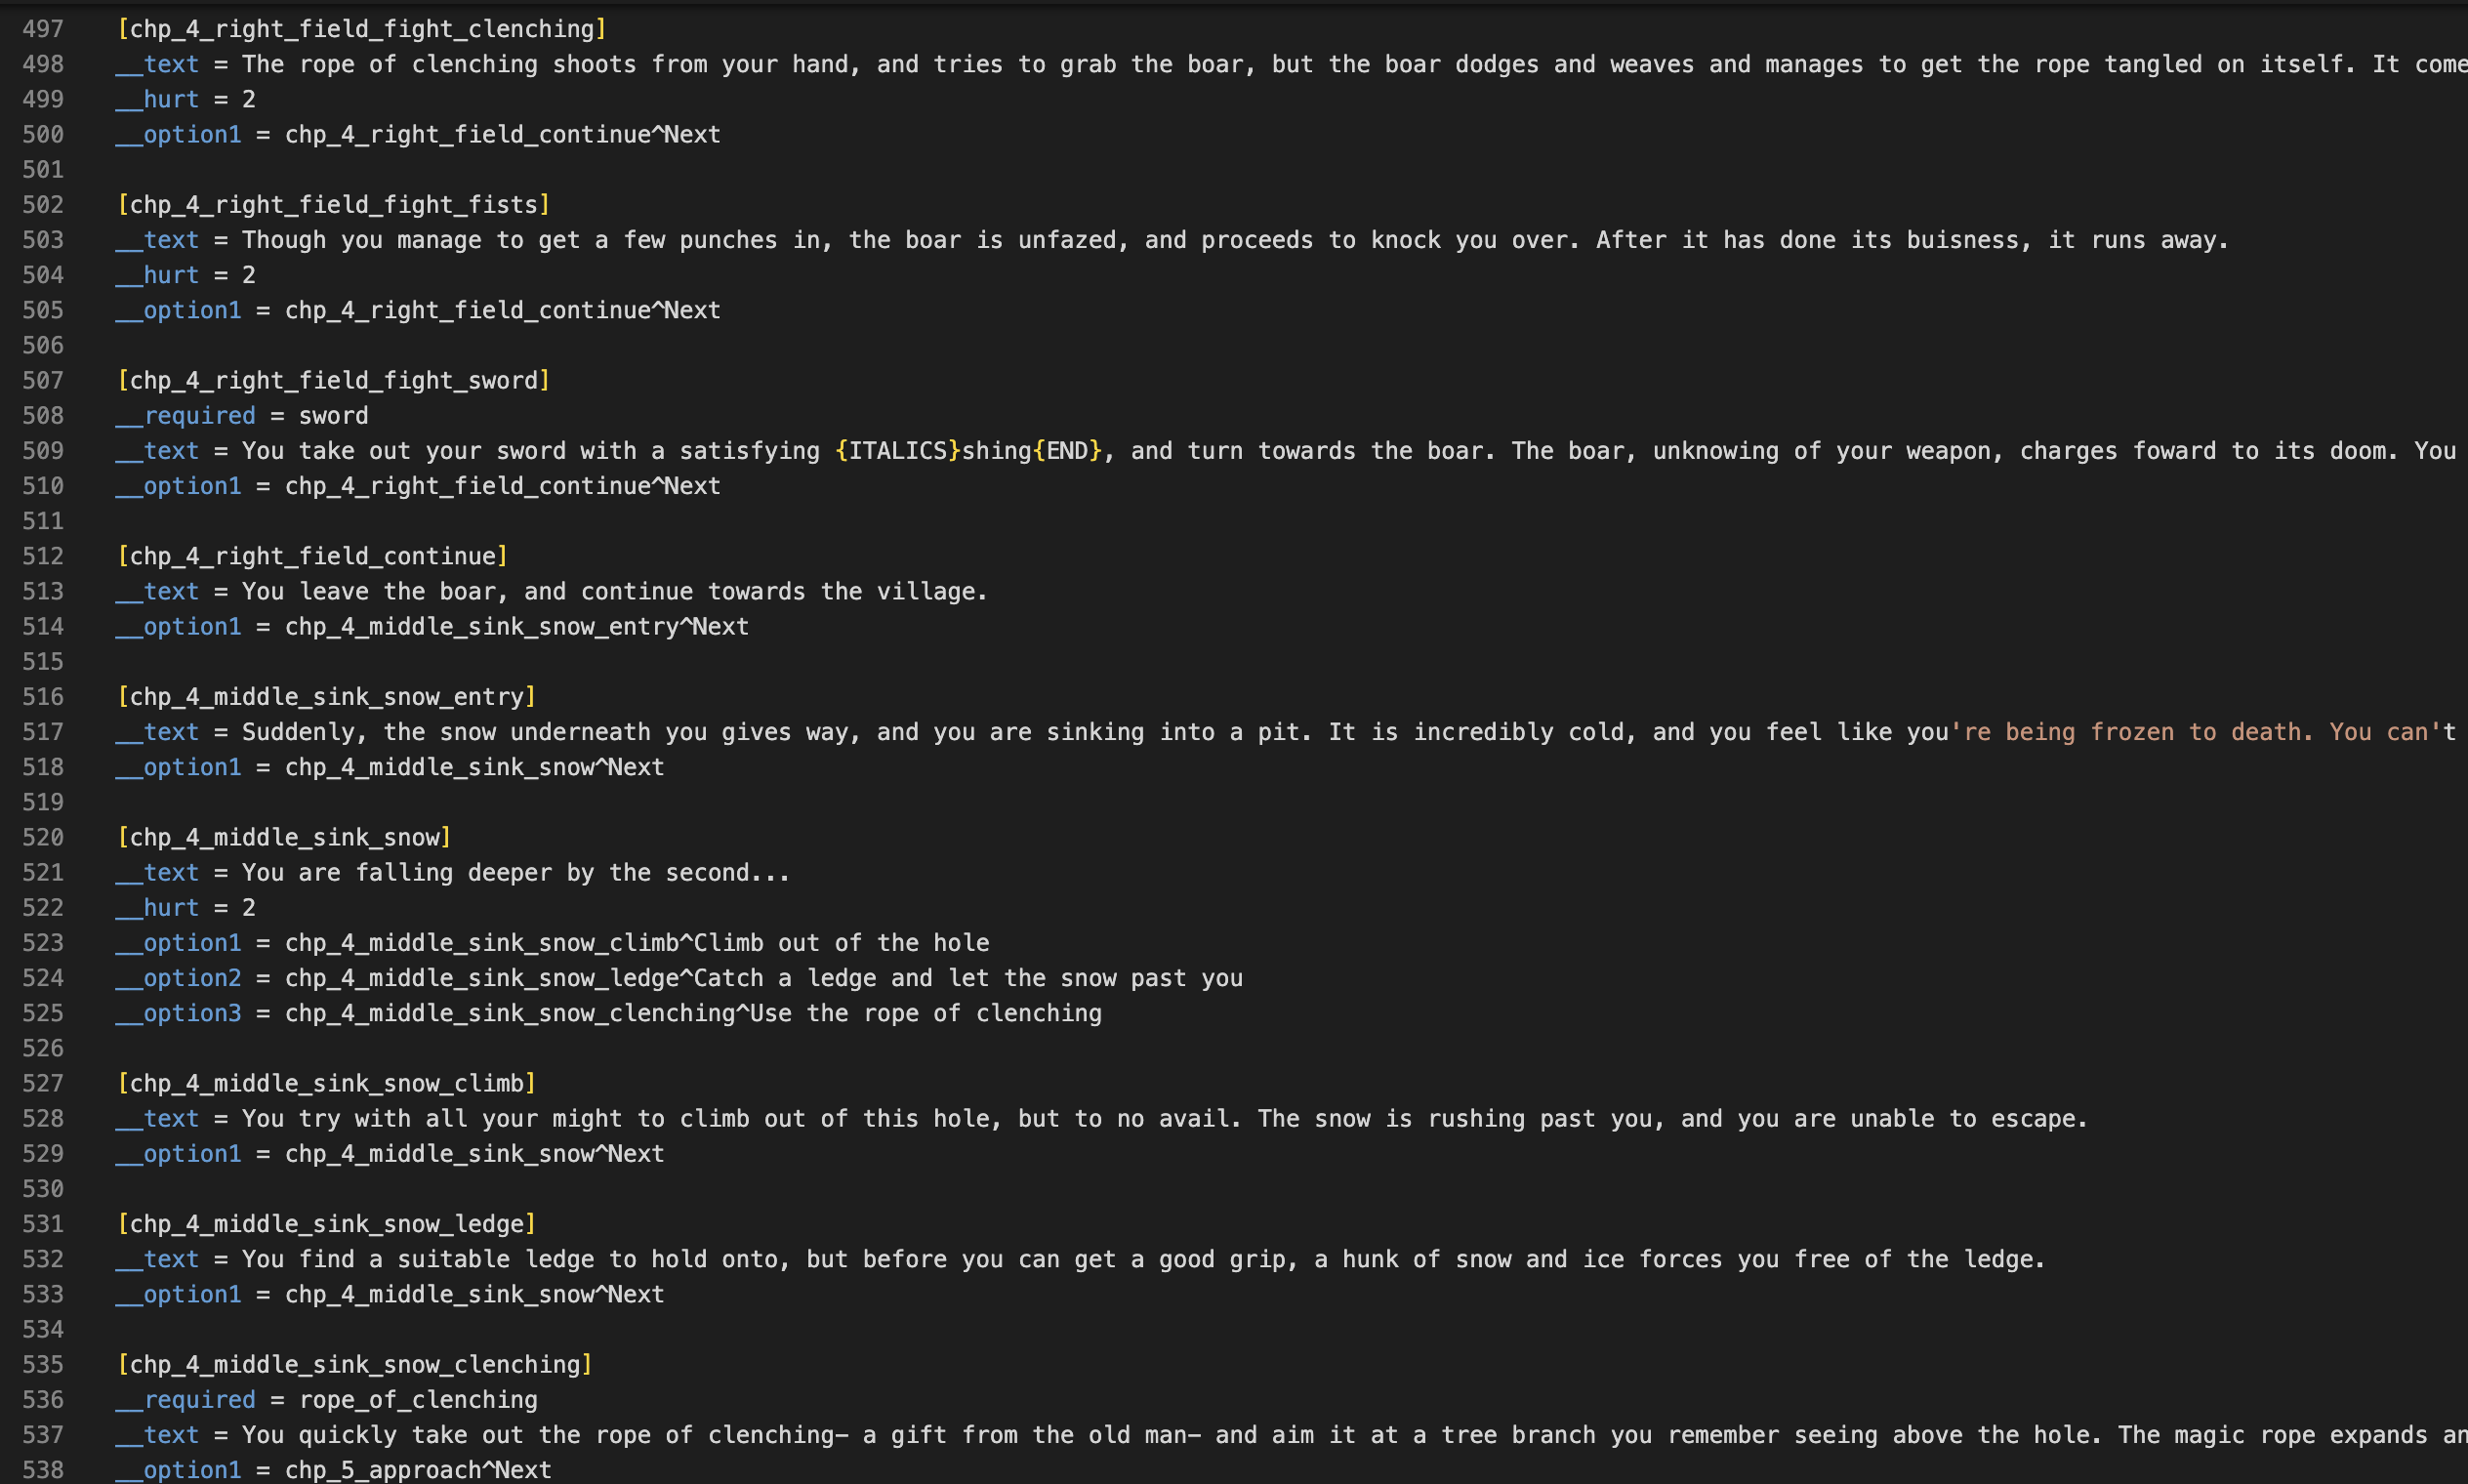 497 [chp_4_right_field_fight_clenching]
498 __text = The rope of clenching shoots from your hand, and tries to grab the boar, but the boar dodges and weaves and manages to get the rope tangled on itself. It come
499 __hurt = 2
500 __option1 = chp_4_right_field_continue^Next
501
502 [chp_4_right_field_fight_fists]
503 __text = Though you manage to get a few punches in, the boar is unfazed, and proceeds to knock you over. After it has done its buisness, it runs away.
504 __hurt = 2
505 __option1 = chp_4_right_field_continue^Next
506
507 [chp_4_right_field_fight_sword]
508 __required = sword
509 __text = You take out your sword with a satisfying {ITALICS}shing{END}, and turn towards the boar. The boar, unknowing of your weapon, charges foward to its doom. You
510 __option1 = chp_4_right_field_continue^Next
511
512 [chp_4_right_field_continue]
513 __text = You leave the boar, and continue towards the village.
514 __option1 = chp_4_middle_sink_snow_entry^Next
515
516 [chp_4_middle_sink_snow_entry]
517 __text = Suddenly, the snow underneath you gives way, and you are sinking into a pit. It is incredibly cold, and you feel like you're being frozen to death. You can't
518 __option1 = chp_4_middle_sink_snow^Next
519
520 [chp_4_middle_sink_snow]
521 __text = You are falling deeper by the second...
522 __hurt = 2
523 __option1 = chp_4_middle_sink_snow_climb^Climb out of the hole
524 __option2 = chp_4_middle_sink_snow_ledge^Catch a ledge and let the snow past you
525 __option3 = chp_4_middle_sink_snow_clenching^Use the rope of clenching
526
527 [chp_4_middle_sink_snow_climb]
528 __text = You try with all your might to climb out of this hole, but to no avail. The snow is rushing past you, and you are unable to escape.
529 __option1 = chp_4_middle_sink_snow^Next
530
531 [chp_4_middle_sink_snow_ledge]
532 __text = You find a suitable ledge to hold onto, but before you can get a good grip, a hunk of snow and ice forces you free of the ledge.
533 __option1 = chp_4_middle_sink_snow^Next
534
535 [chp_4_middle_sink_snow_clenching]
536 __required = rope_of_clenching
537 __text = You quickly take out the rope of clenching— a gift from the old man— and aim it at a tree branch you remember seeing above the hole. The magic rope expands an
538 __option1 = chp_5_approach^Next